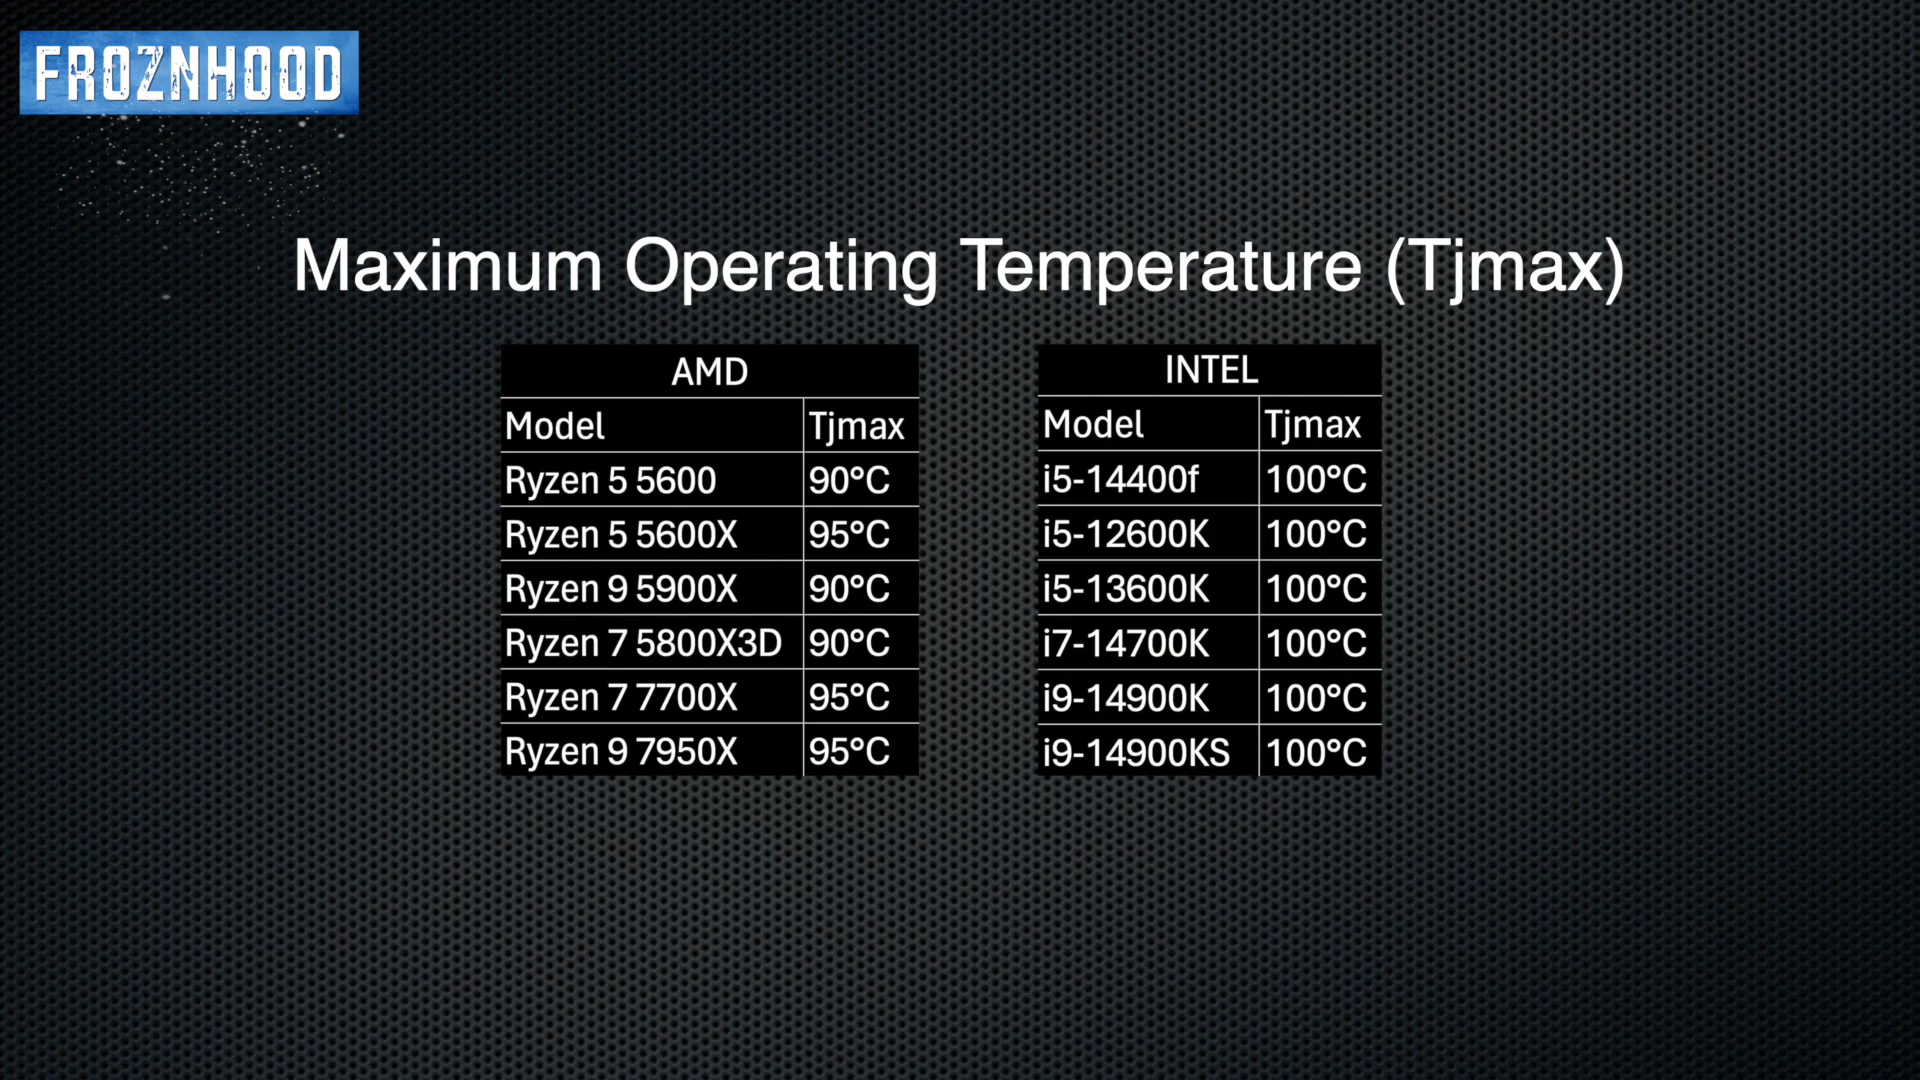 FROZNHOOD
Maximum Operating Temperature (Tjmax)
AMD
Model Tjmax
Ryzen 5 5600 90°C
Ryzen 5 5600X 95°C
Ryzen 9 5900X 90°C
Ryzen 7 5800X3D 90°C
Ryzen 7 7700X 95°C
Ryzen 9 7950X 95°C
INTEL
Model Tjmax
i5-14400f 100°C
i5-12600K 100°C
i5-13600K 100°C
i7-14700K 100°C
i9-14900K 100°C
i9-14900KS 100°C